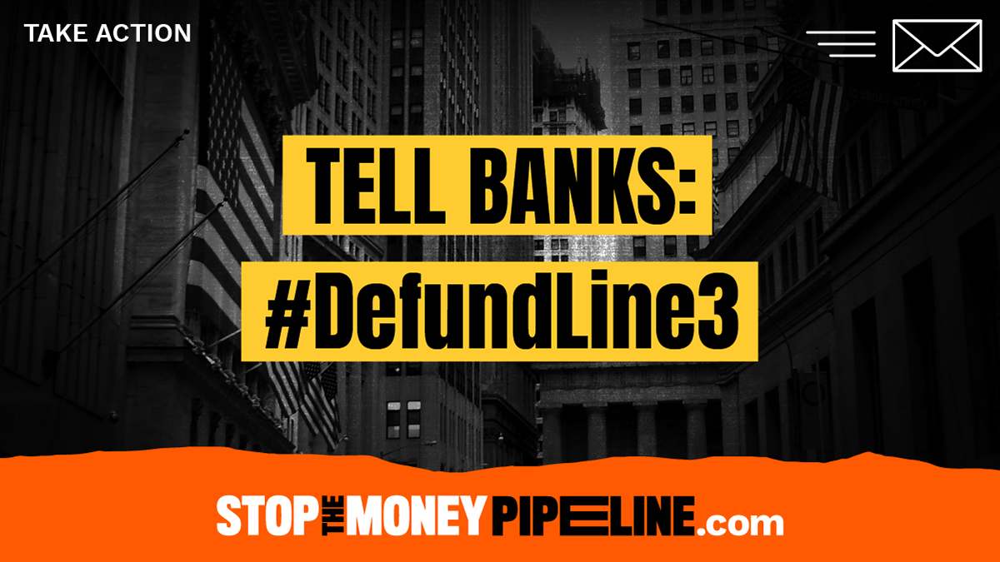 TAKE ACTION
TELL BANKS:
#DefundLine3
STOP THE MONEY PIPELINE.com